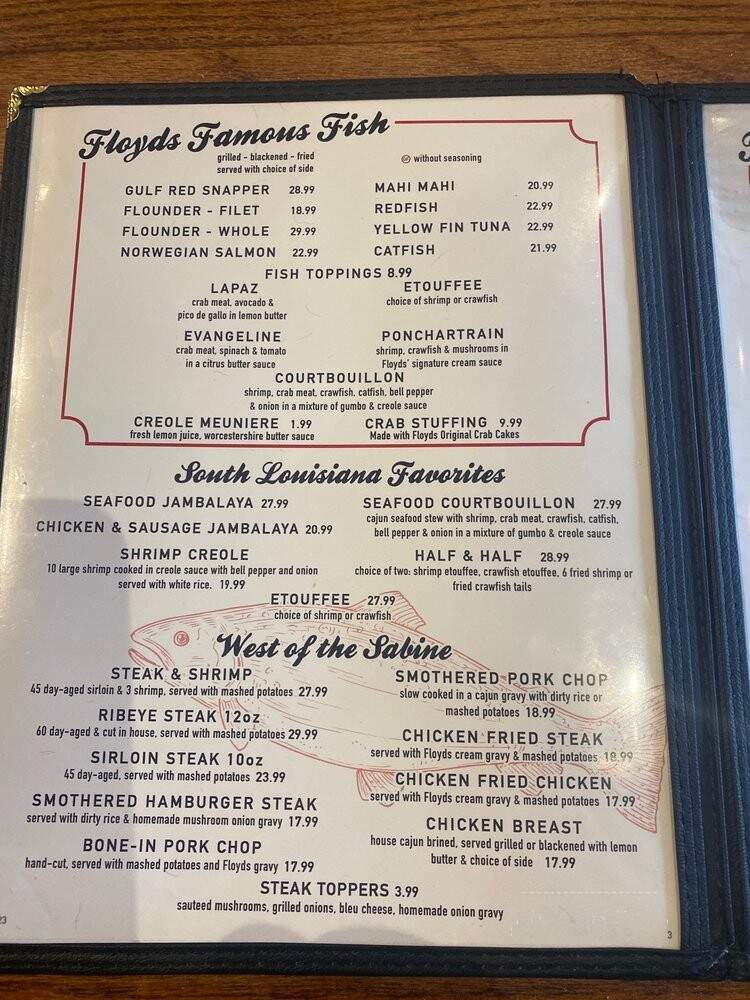 Floyds Famous Fish
grilled - blackened - fried
served with choice of side
without seasoning
GULF RED SNAPPER 28.99
FLOUNDER - FILET 18.99
FLOUNDER - WHOLE 29.99
NORWEGIAN SALMON 22.99
MAHI MAHI 20.99
REDFISH 22.99
YELLOW FIN TUNA 22.99
CATFISH 21.99
FISH TOPPINGS 8.99
LAPAZ
crab meat, avocado &
pico de gallo in lemon butter
ETOUFFEE
choice of shrimp or crawfish
EVANGELINE
crab meat, spinach & tomato
in a citrus butter sauce
PONCHARTRAIN
shrimp, crawfish & mushrooms in
Floyds' signature cream sauce
COURTBOUILLON
shrimp, crab meat, crawfish, catfish, bell pepper
& onion in a mixture of gumbo & creole sauce
CREOLE MEUNIERE 1.99
fresh lemon juice, worcestershire butter sauce
CRAB STUFFING 9.99
Made with Floyds Original Crab Cakes
South Louisiana Favorites
SEAFOOD JAMBALAYA 27.99
CHICKEN & SAUSAGE JAMBALAYA 20.99
SHRIMP CREOLE
10 large shrimp cooked in creole sauce with bell pepper and onion
served with white rice. 19.99
SEAFOOD COURTBOUILLON 27.99
cajun seafood stew with shrimp, crab meat, crawfish, catfish,
bell pepper & onion in a mixture of gumbo & creole sauce
HALF & HALF 28.99
choice of two: shrimp etouffee, crawfish etouffee, 6 fried shrimp or
fried crawfish tails
ETOUFFEE 27.99
choice of shrimp or crawfish
West of the Sabine
STEAK & SHRIMP
45 day-aged sirloin & 3 shrimp, served with mashed potatoes 27.99
RIBEYE STEAK 12oz
60 day-aged & cut in house, served with mashed potatoes 29.99
SIRLOIN STEAK 10oz
45 day-aged, served with mashed potatoes 23.99
SMOTHERED HAMBURGER STEAK
served with dirty rice & homemade mushroom onion gravy 17.99
BONE-IN PORK CHOP
hand-cut, served with mashed potatoes and Floyds gravy 17.99
SMOTHERED PORK CHOP
slow cooked in a cajun gravy with dirty rice or
mashed potatoes 18.99
CHICKEN FRIED STEAK
served with Floyds cream gravy & mashed potatoes 18.99
CHICKEN FRIED CHICKEN
served with Floyds cream gravy & mashed potatoes 17.99
CHICKEN BREAST
house cajun brined, served grilled or blackened with lemon
butter & choice of side 17.99
STEAK TOPPERS 3.99
sauteed mushrooms, grilled onions, bleu cheese, homemade onion gravy
23
3